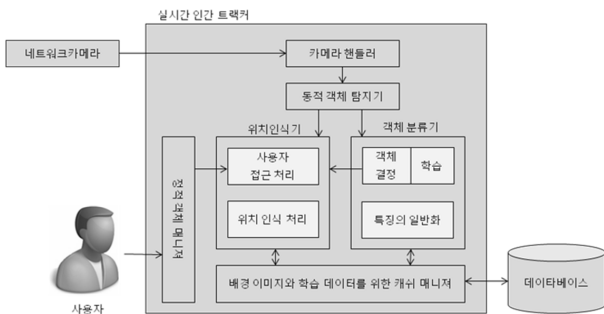 실시간 인간 트랙커
네트워크카메라
카메라 핸들러
동적 객체 탐지기
위치인식기
객체 분류기
사용자
접근 처리
객체
결정
학습
정적 객체 매니져
위치 인식 처리
특징의 일반화
배경 이미지와 학습 데이터를 위한 캐쉬 매니져
데이타베이스
사용자